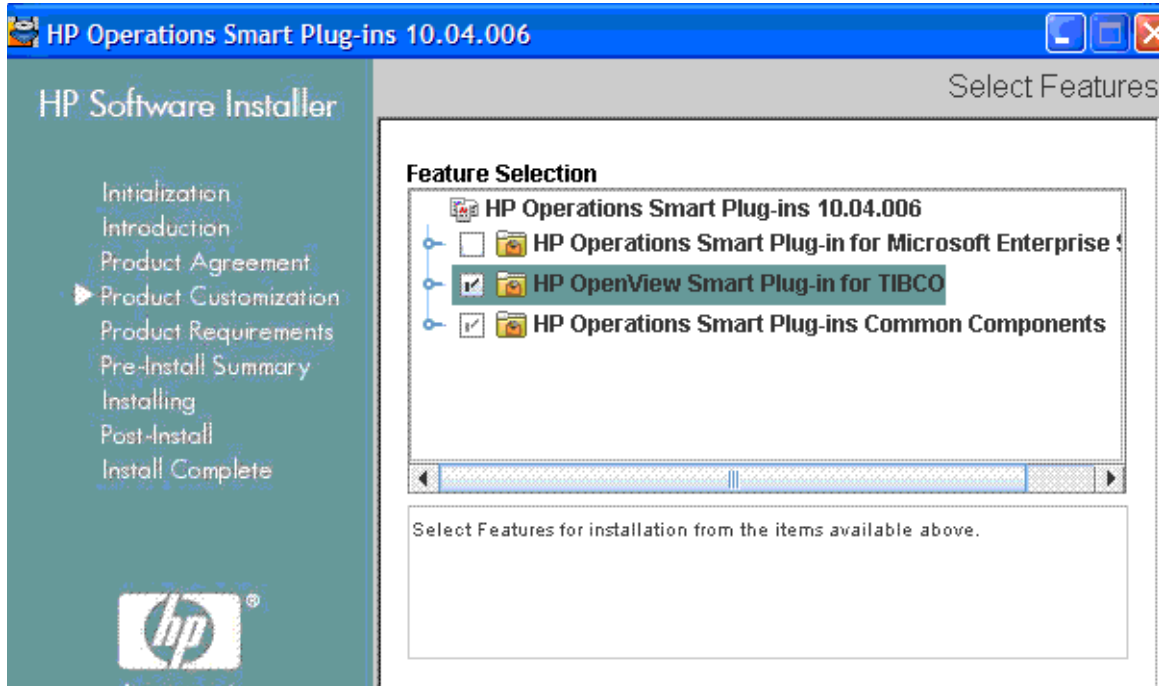 HP Operations Smart Plug-ins 10.04.006
Select Features
HP Software Installer
Initialization
Introduction
Product Agreement
Product Customization
Product Requirements
Pre-Install Summary
Installing
Post-Install
Install Complete
hp
®
Feature Selection
HP Operations Smart Plug-ins 10.04.006
HP Operations Smart Plug-in for Microsoft Enterprise
HP OpenView Smart Plug-in for TIBCO
HP Operations Smart Plug-ins Common Components
Select Features for installation from the items available above.